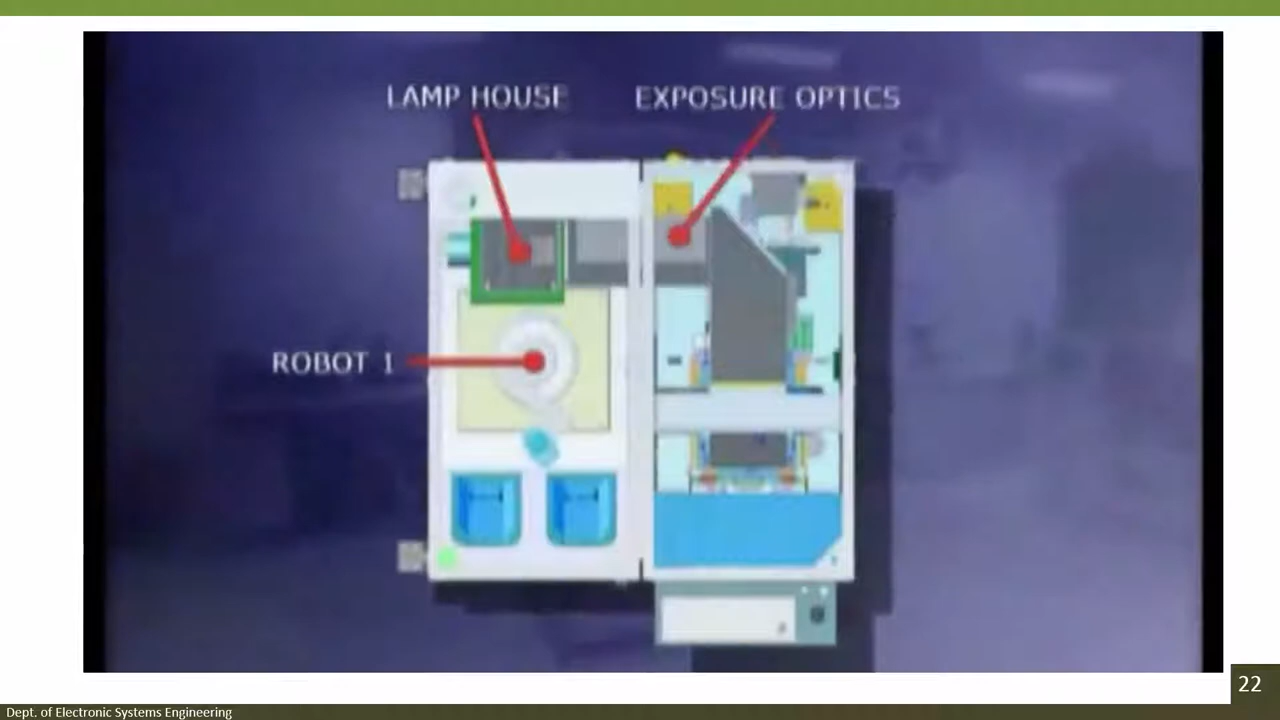 LAMP HOUSE
EXPOSURE OPTICS
ROBOT 1
22
Dept. of Electronic Systems Engineering